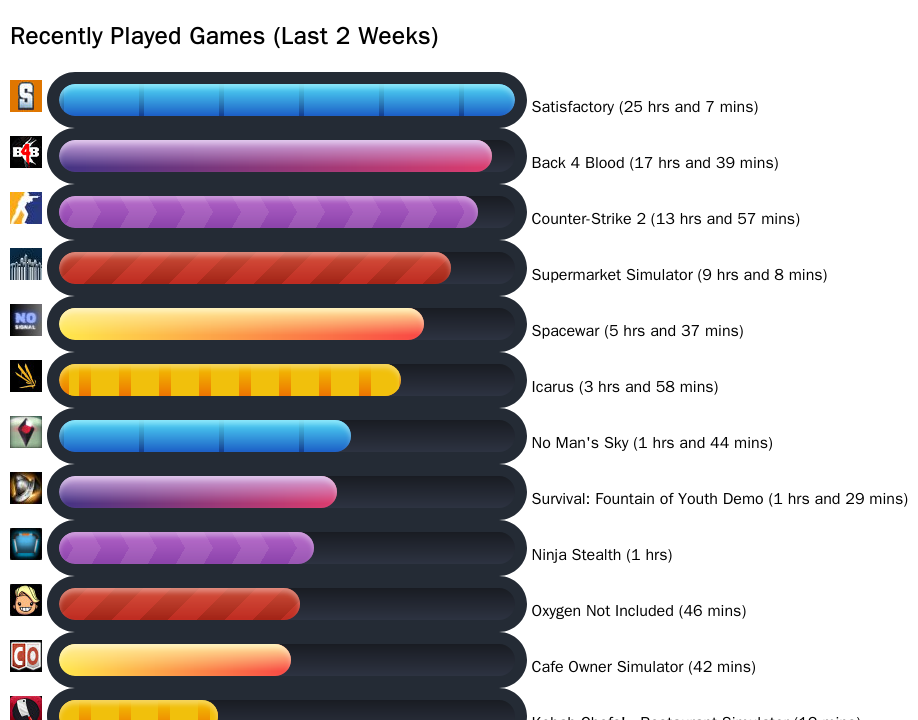 Recently Played Games (Last 2 Weeks)
S
Satisfactory (25 hrs and 7 mins)
B4B
Back 4 Blood (17 hrs and 39 mins)
Counter-Strike 2 (13 hrs and 57 mins)
Supermarket Simulator (9 hrs and 8 mins)
NO
SIGNAL
Spacewar (5 hrs and 37 mins)
Icarus (3 hrs and 58 mins)
No Man's Sky (1 hrs and 44 mins)
Survival: Fountain of Youth Demo (1 hrs and 29 mins)
Ninja Stealth (1 hrs)
Oxygen Not Included (46 mins)
CO
Cafe Owner Simulator (42 mins)